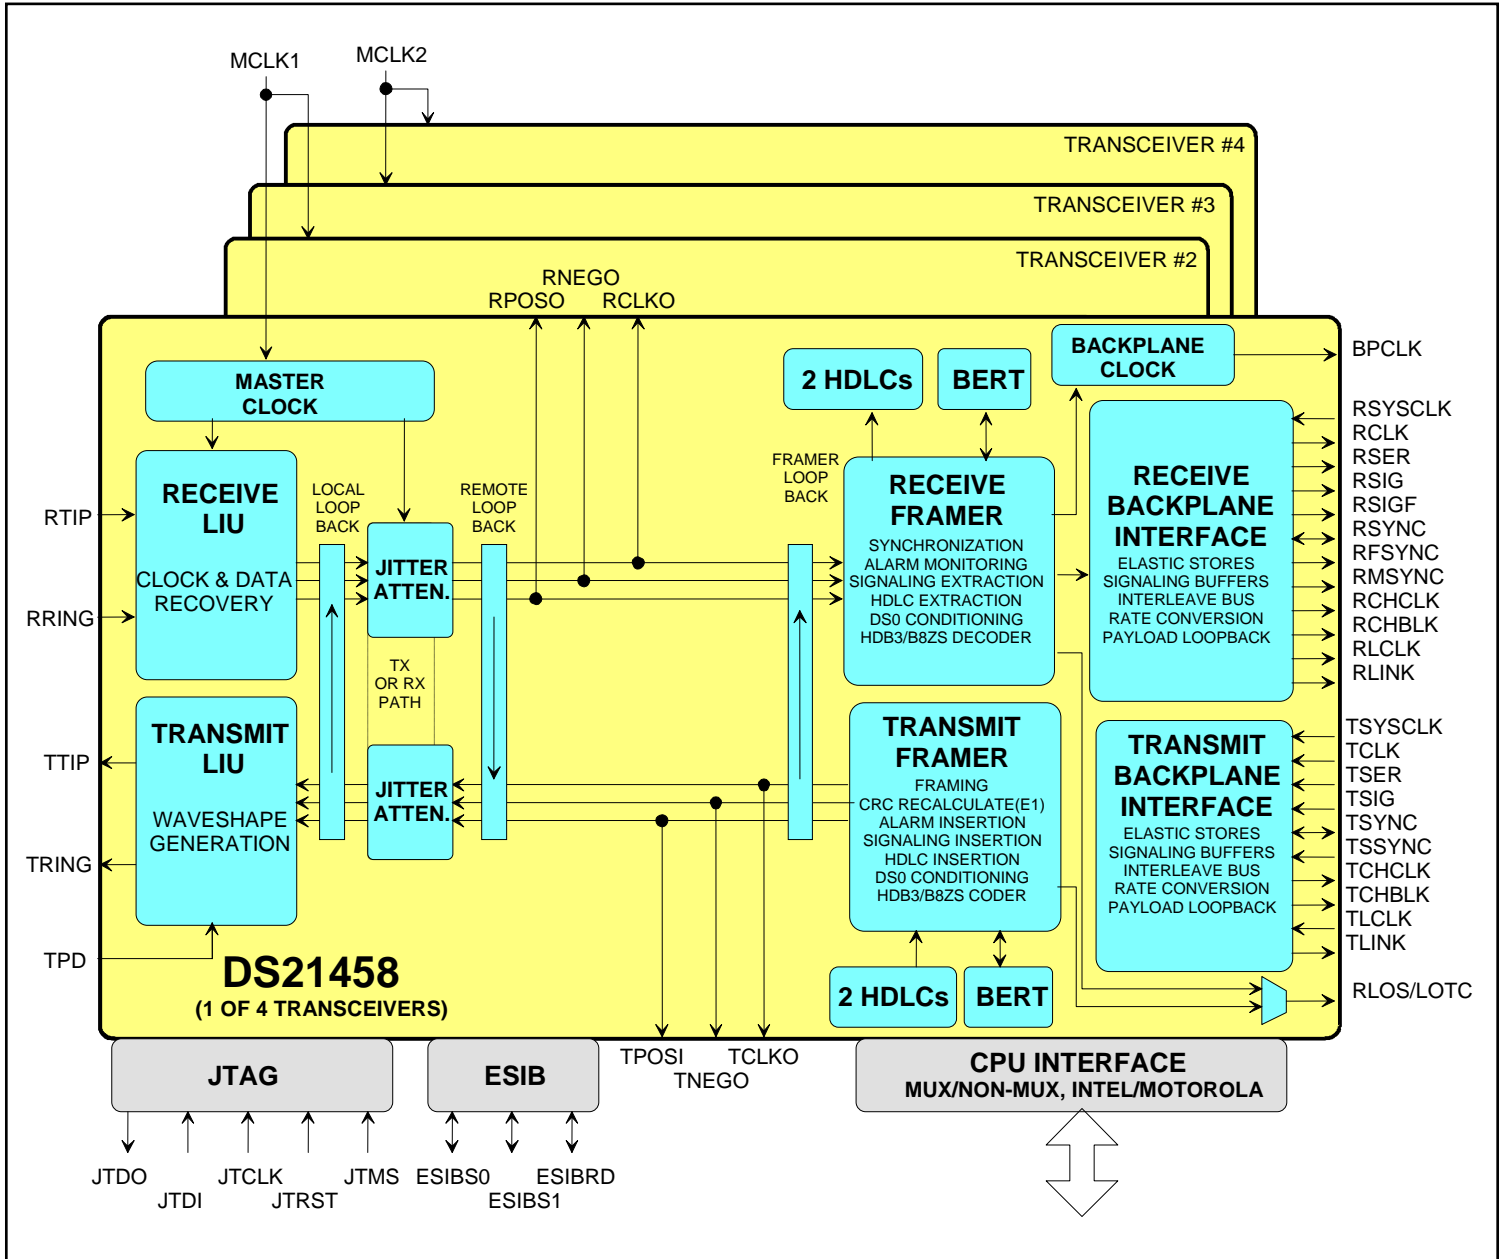 MCLK1
MCLK2
TRANSCEIVER #4
TRANSCEIVER #3
TRANSCEIVER #2
RNEGO
RPOSO
RCLKO
MASTER
CLOCK
2 HDLCs
BERT
BACKPLANE
CLOCK
BPCLK
RTIP
RRING
RECEIVE
LIU
CLOCK & DATA
RECOVERY
LOCAL
LOOP
BACK
JITTER
ATTEN.
REMOTE
LOOP
BACK
FRAMER
LOOP
BACK
RECEIVE
FRAMER
SYNCHRONIZATION
ALARM MONITORING
SIGNALING EXTRACTION
HDLC EXTRACTION
DS0 CONDITIONING
HDB3/B8ZS DECODER
RECEIVE
BACKPLANE
INTERFACE
ELASTIC STORES
SIGNALING BUFFERS
INTERLEAVE BUS
RATE CONVERSION
PAYLOAD LOOPBACK
RSYSCLK
RCLK
RSER
RSIG
RSIGF
RSYNC
RFSYNC
RMSYNC
RCHCLK
RCHBLK
RLCLK
RLINK
TX
OR RX
PATH
TTIP
TRING
TPD
TRANSMIT
LIU
WAVESHAPE
GENERATION
JITTER
ATTEN.
TRANSMIT
FRAMER
FRAMING
CRC RECALCULATE(E1)
ALARM INSERTION
SIGNALING INSERTION
HDLC INSERTION
DS0 CONDITIONING
HDB3/B8ZS CODER
TRANSMIT
BACKPLANE
INTERFACE
ELASTIC STORES
SIGNALING BUFFERS
INTERLEAVE BUS
RATE CONVERSION
PAYLOAD LOOPBACK
TSYSCLK
TCLK
TSER
TSIG
TSYNC
TSSYNC
TCHCLK
TCHBLK
TLCLK
TLINK
RLOS/LOTC
DS21458
(1 OF 4 TRANSCEIVERS)
2 HDLCs
BERT
TPOSI
TNEGO
TCLKO
JTAG
ESIB
CPU INTERFACE
MUX/NON-MUX, INTEL/MOTOROLA
JTDO
JTDI
JTCLK
JTRST
JTMS
ESIBS0
ESIBS1
ESIBRD